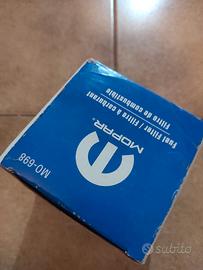 MOPAR®
Fuel Filter / Filtre à carburant
Filtro de combustible
MO-698
subito